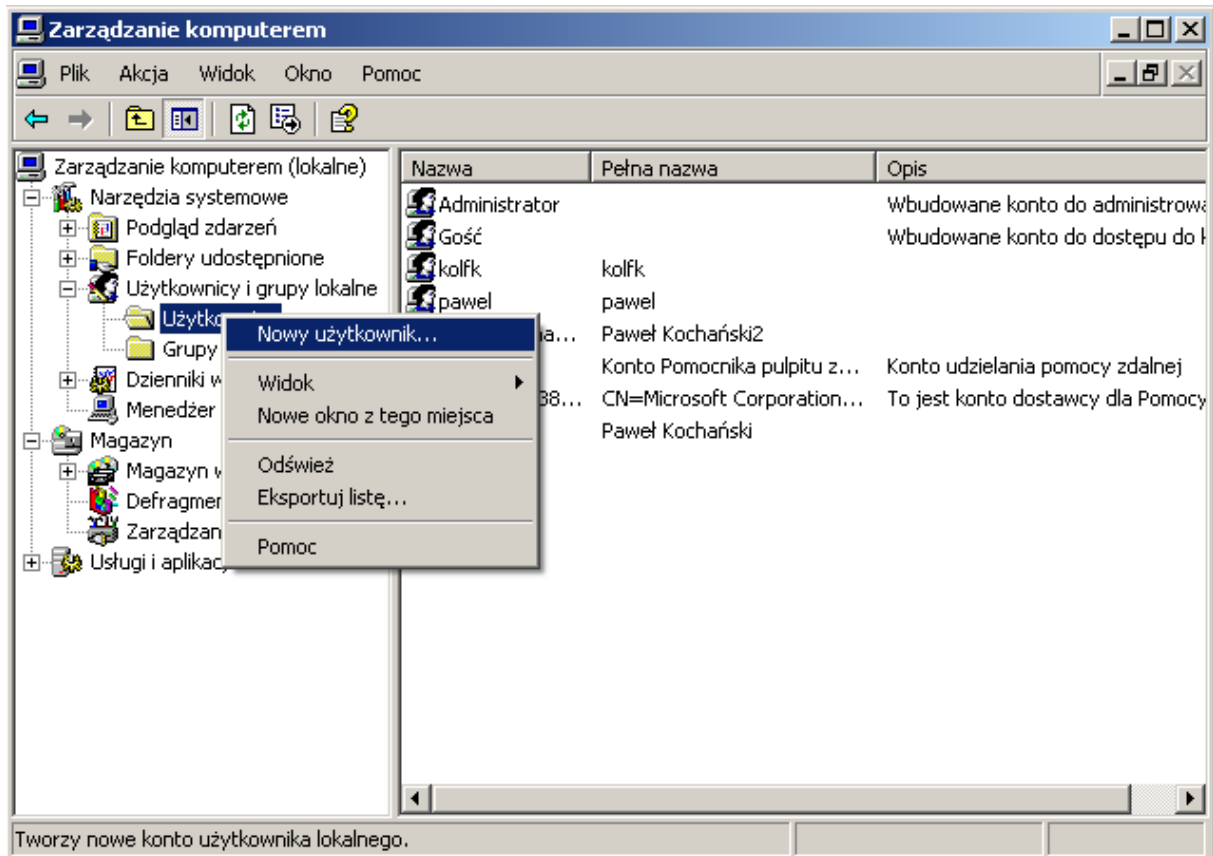 Zarządzanie komputerem
Plik Akcja Widok Okno Pomoc
Zarządzanie komputerem (lokalne)
Narzędzia systemowe
Podgląd zdarzeń
Foldery udostępnione
Użytkownicy i grupy lokalne
Grupy
Dzienniki w
Menedżer
Magazyn
Magazyn w
Defragmen
Zarządzan
Usługi i aplikac
Nowy użytkownik...
Widok
Nowe okno z tego miejsca
Odśwież
Eksportuj listę...
Pomoc
Nazwa Pełna nazwa Opis
Administrator Wbudowane konto do administrowa
Gość Wbudowane konto do dostępu do k
kolfk kolfk
pawel pawel
a... Paweł Kochański2
Konto Pomocnika pulpitu z... Konto udzielania pomocy zdalnej
38... CN=Microsoft Corporation... To jest konto dostawcy dla Pomocy
Paweł Kochański
Tworzy nowe konto użytkownika lokalnego.